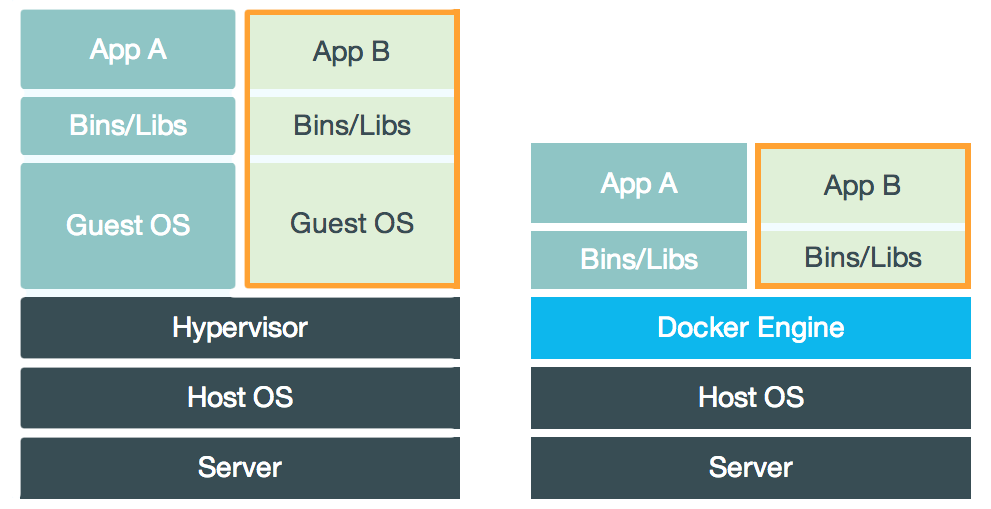 App A
App B
Bins/Libs
Bins/Libs
Guest OS
Guest OS
Hypervisor
Host OS
Server
App A
App B
Bins/Libs
Bins/Libs
Docker Engine
Host OS
Server